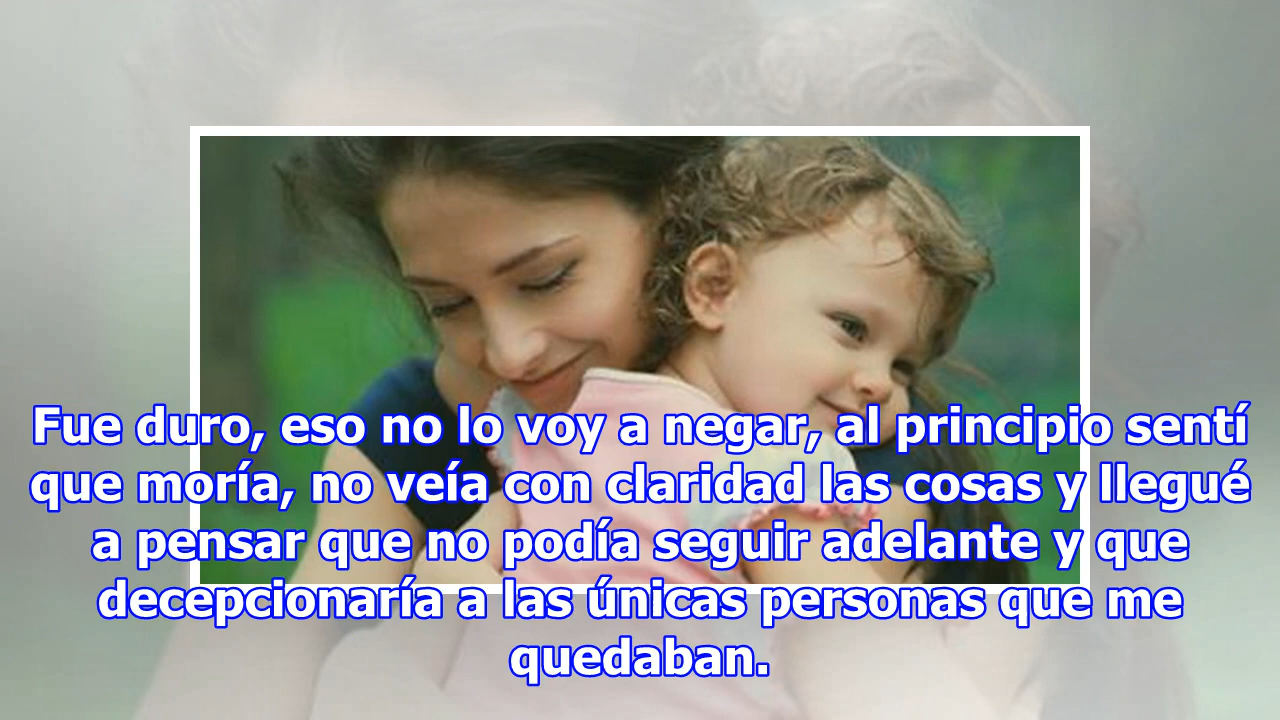 Fue duro, eso no lo voy a negar, al principio sentí
que moría, no veía con claridad las cosas y llegué
a pensar que no podía seguir adelante y que
decepcionaría a las únicas personas que me
quedaban.